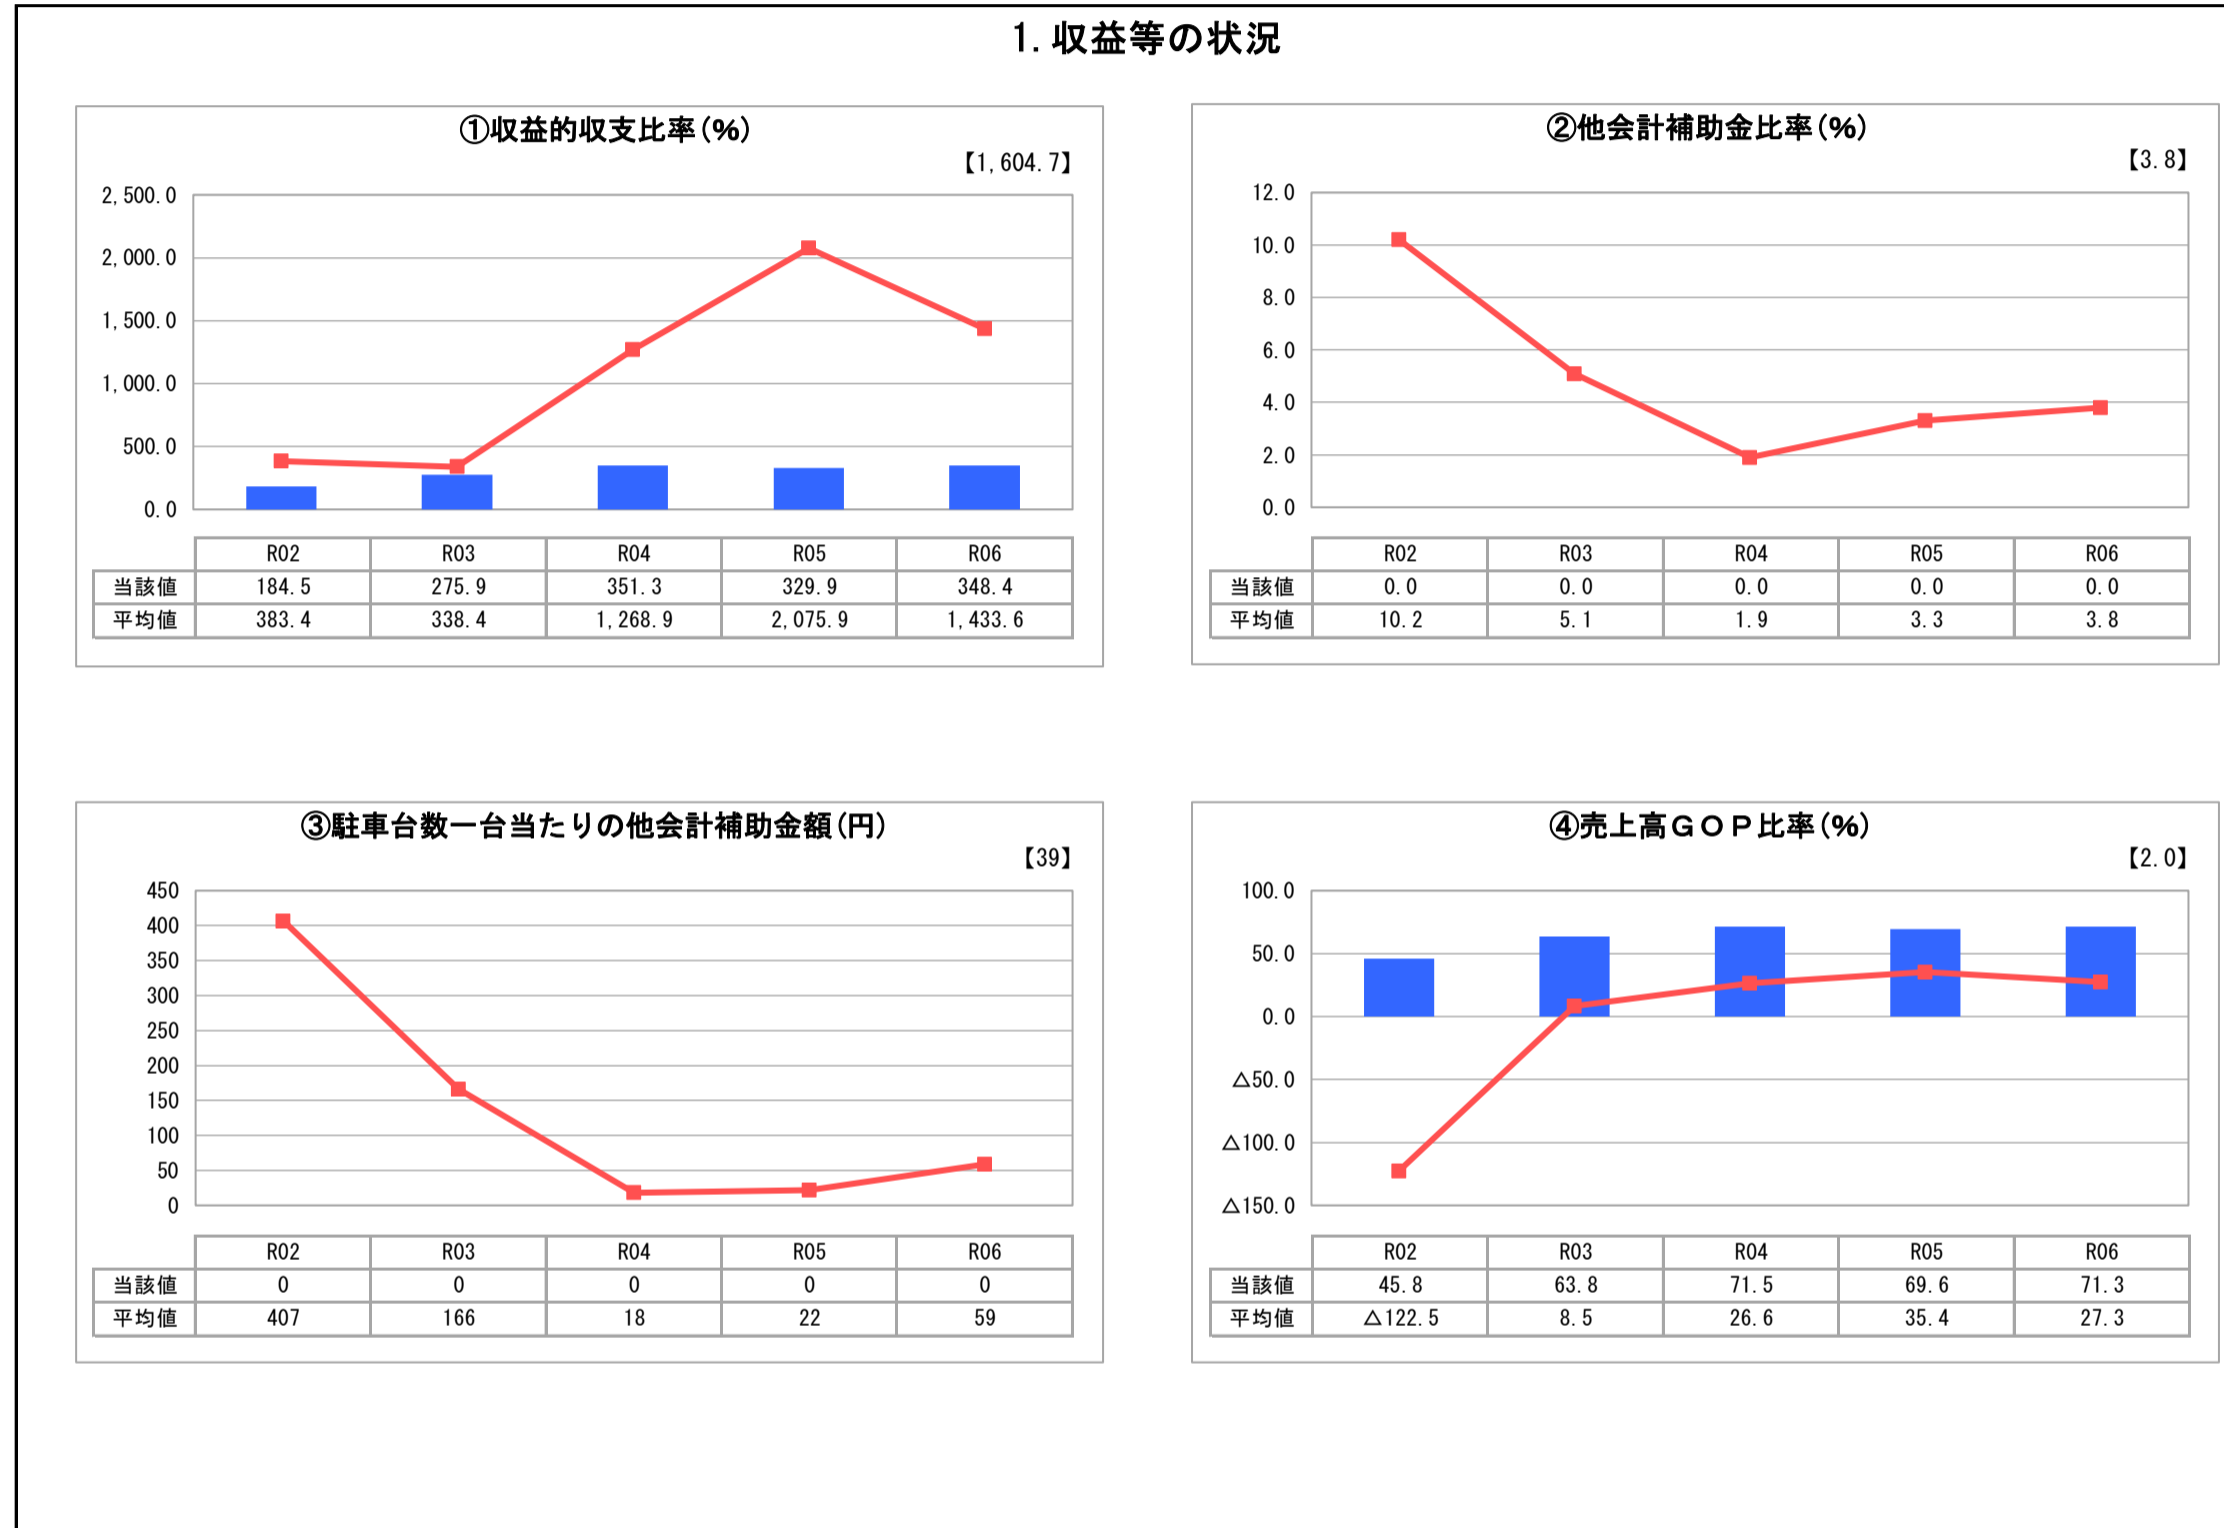 1. 収益等の状況
①収益的収支比率(%)
【1,604.7】
2,500.0
2,000.0
1,500.0
1,000.0
500.0
0.0
R02 R03 R04 R05 R06
当該値 184.5 275.9 351.3 329.9 348.4
平均値 383.4 338.4 1,268.9 2,075.9 1,433.6
②他会計補助金比率(%)
【3.8】
12.0
10.0
8.0
6.0
4.0
2.0
0.0
R02 R03 R04 R05 R06
当該値 0.0 0.0 0.0 0.0 0.0
平均値 10.2 5.1 1.9 3.3 3.8
③駐車台数一台当たりの他会計補助金額(円)
【39】
450
400
350
300
250
200
150
100
50
0
R02 R03 R04 R05 R06
当該値 0 0 0 0 0
平均値 407 166 18 22 59
④売上高GOP比率(%)
【2.0】
100.0
50.0
0.0
△50.0
△100.0
△150.0
R02 R03 R04 R05 R06
当該値 45.8 63.8 71.5 69.6 71.3
平均値 △122.5 8.5 26.6 35.4 27.3